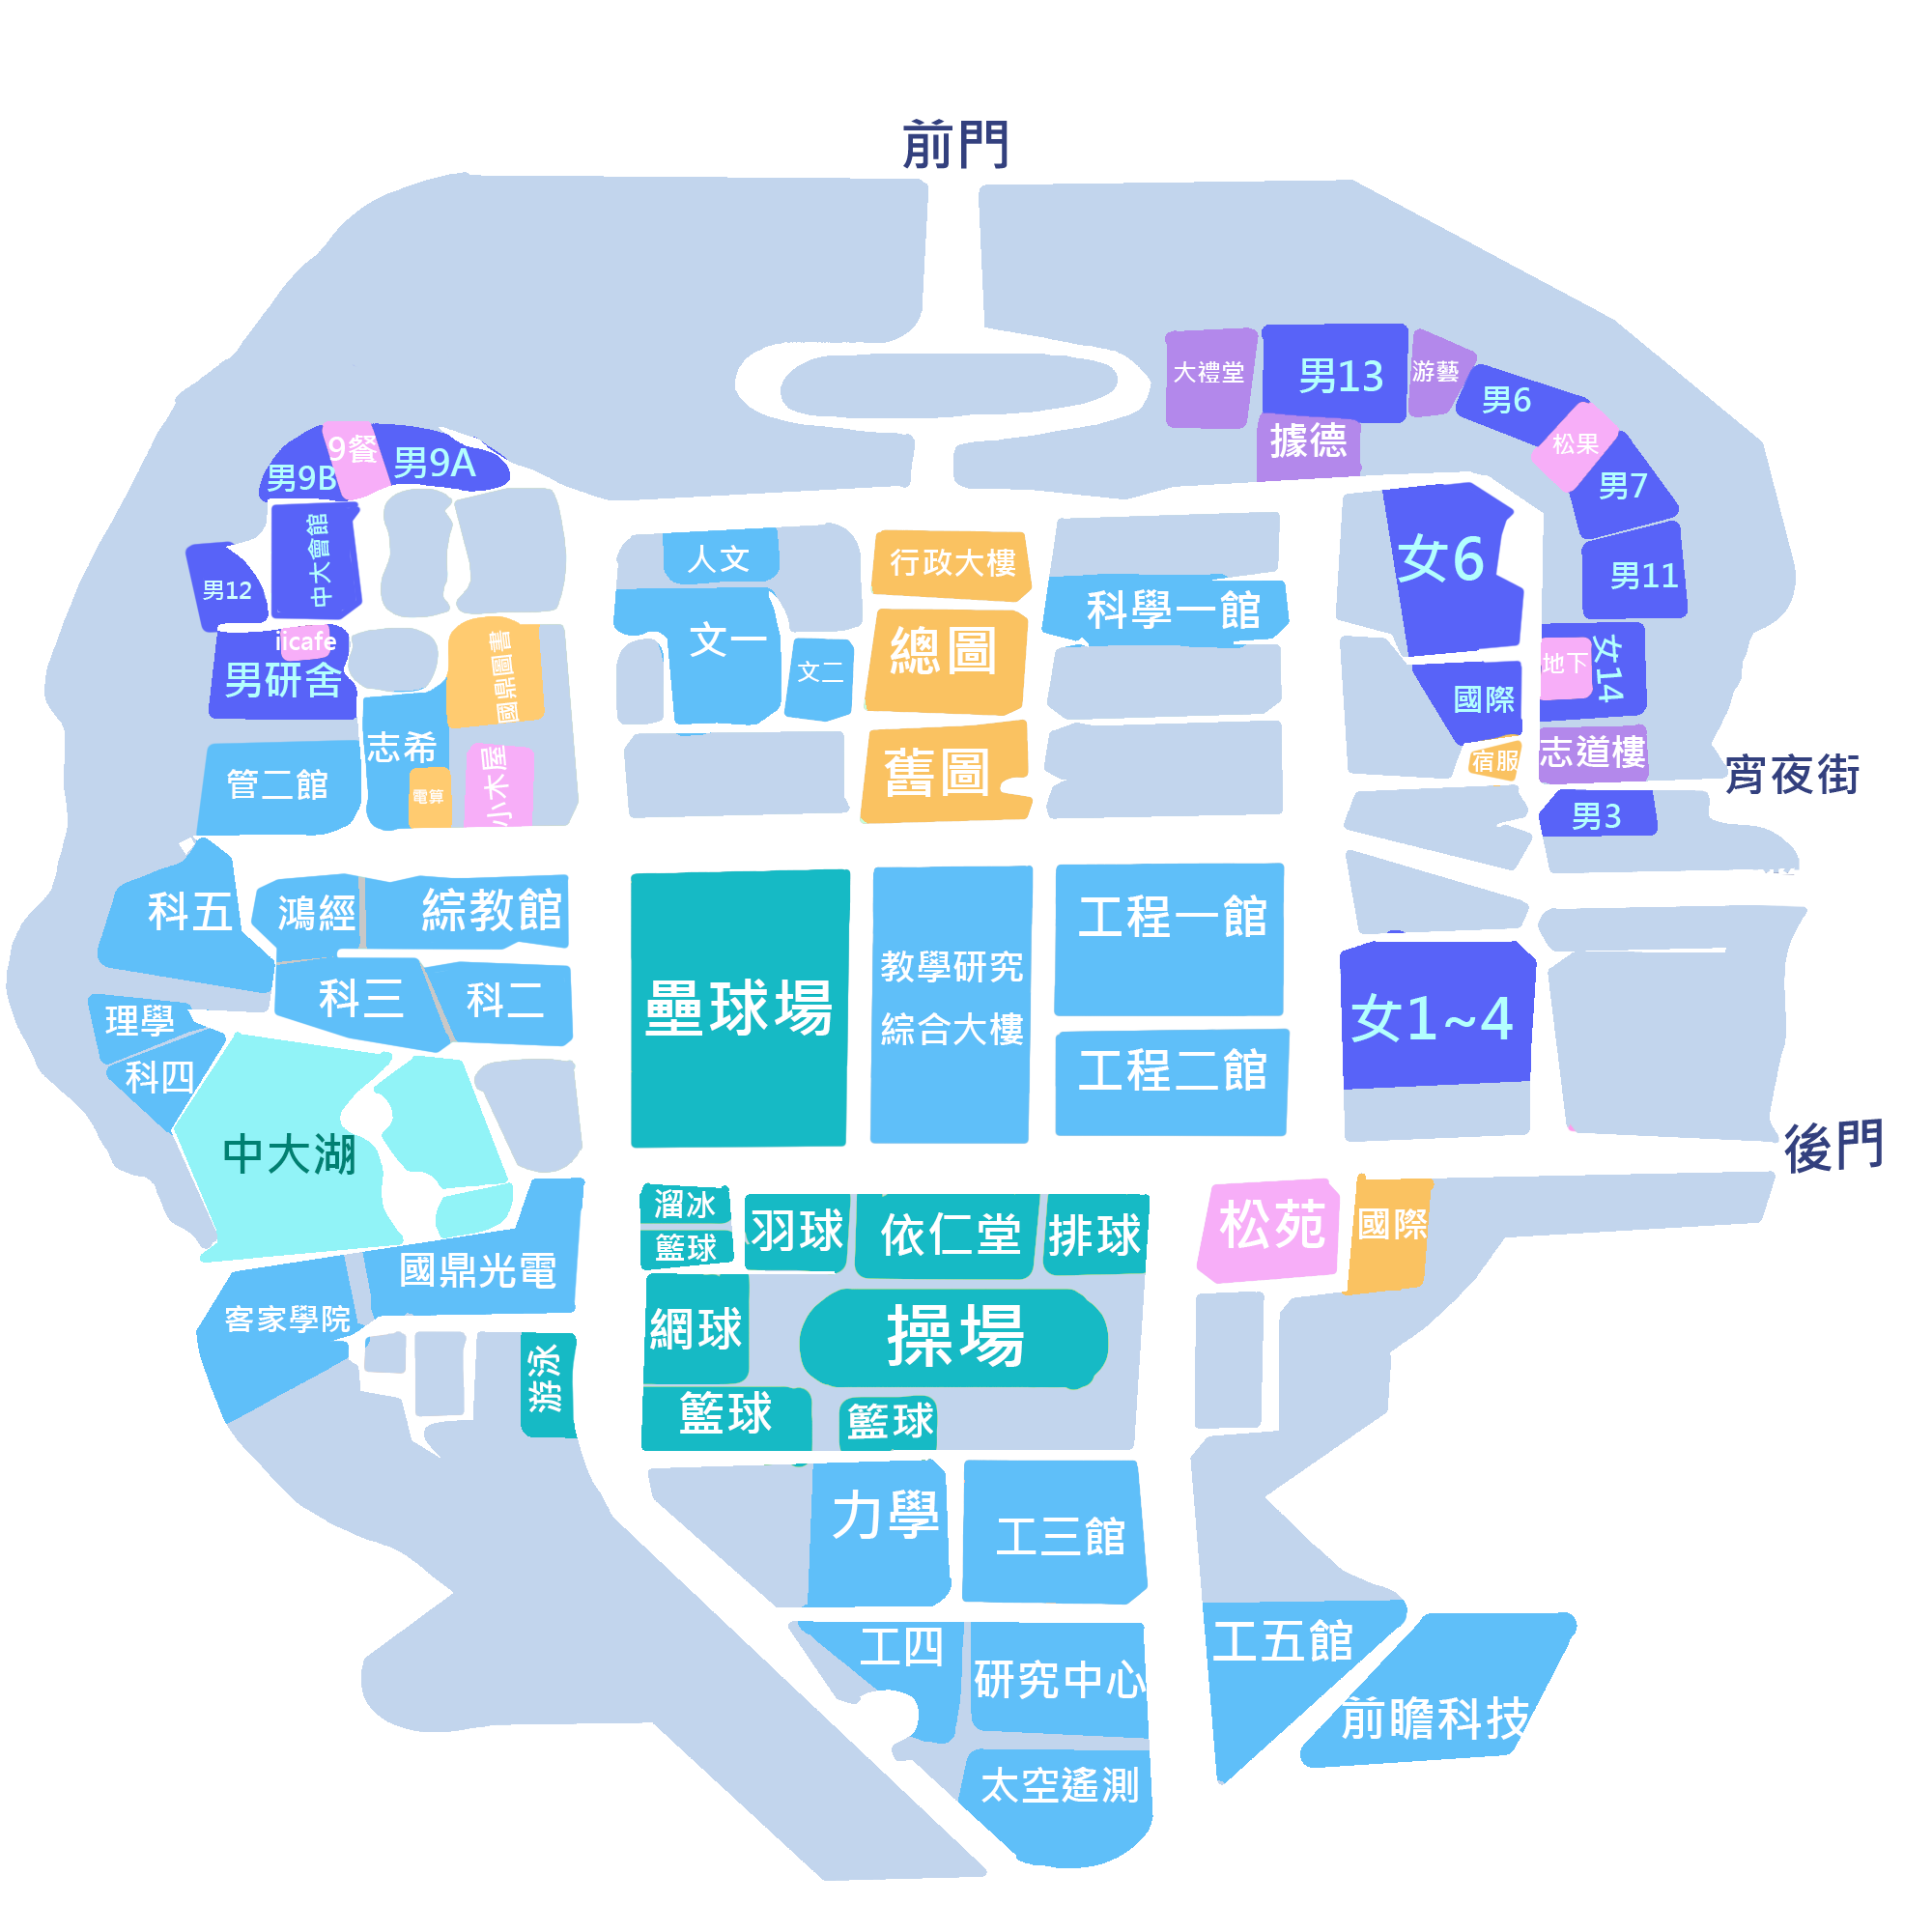 前門
大禮堂
男13
游藝
男6
據德
松果
男7
9餐
男9A
男9B
中大會館
男12
iicafe
男研舍
國鼎圖書
志希
管二館
電算
小木屋
人文
文一
文二
行政大樓
總圖
舊圖
科學一館
女6
男11
國際
地下
女14
宿服
志道樓
宵夜街
男3
科五
鴻經
綜教館
科三
科二
理學
科四
中大湖
壘球場
教學研究
綜合大樓
工程一館
工程二館
女1~4
後門
國鼎光電
客家學院
游泳
溜冰
籃球
羽球
依仁堂
排球
網球
操場
籃球
籃球
松苑
國際
力學
工三館
工四
研究中心
太空遙測
工五館
前瞻科技